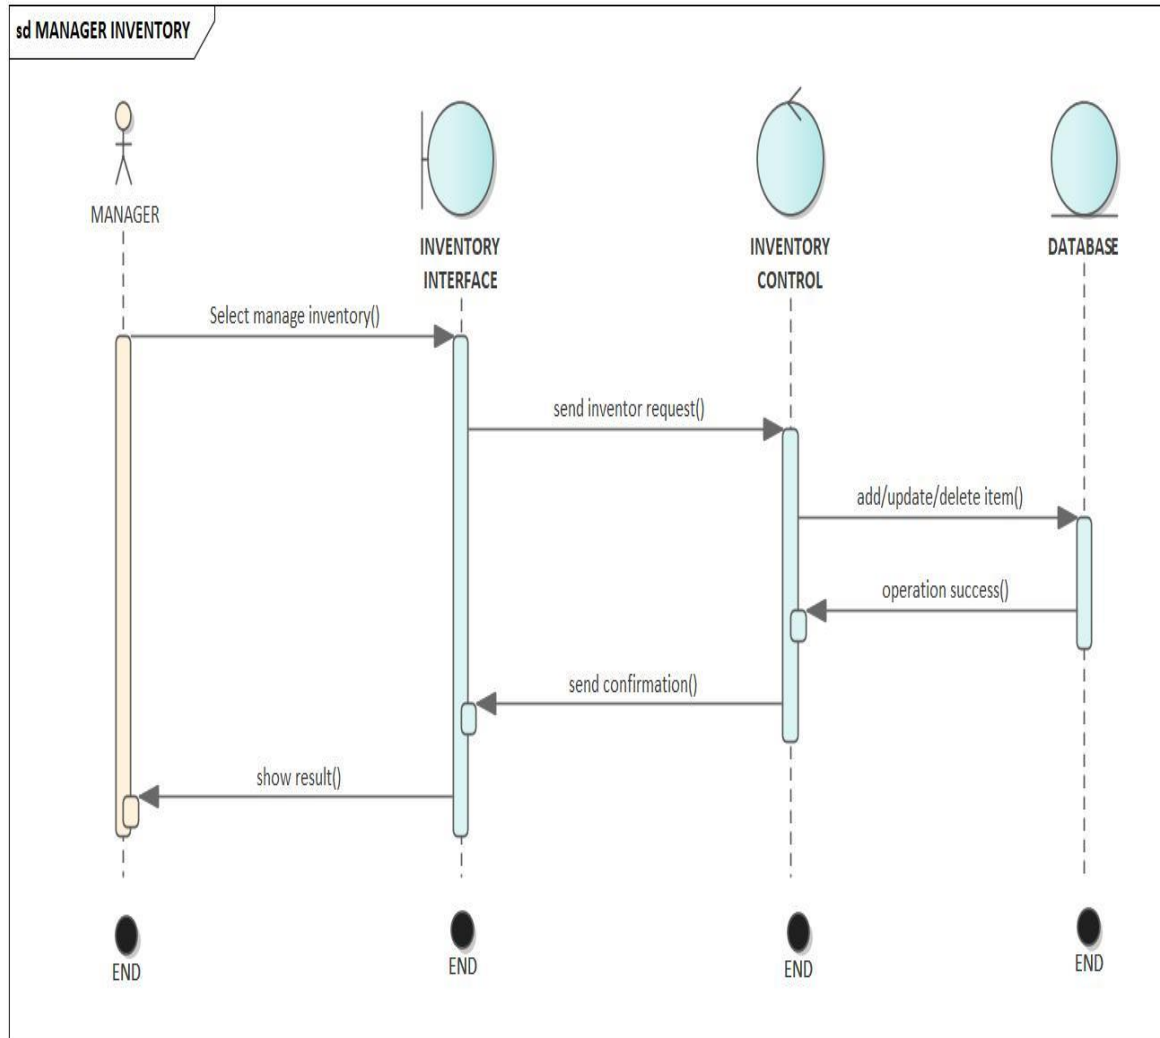 sd MANAGER INVENTORY
MANAGER
INVENTORY
INTERFACE
INVENTORY
CONTROL
DATABASE
Select manage inventory()
send inventor request()
add/update/delete item()
operation success()
send confirmation()
show result()
END
END
END
END